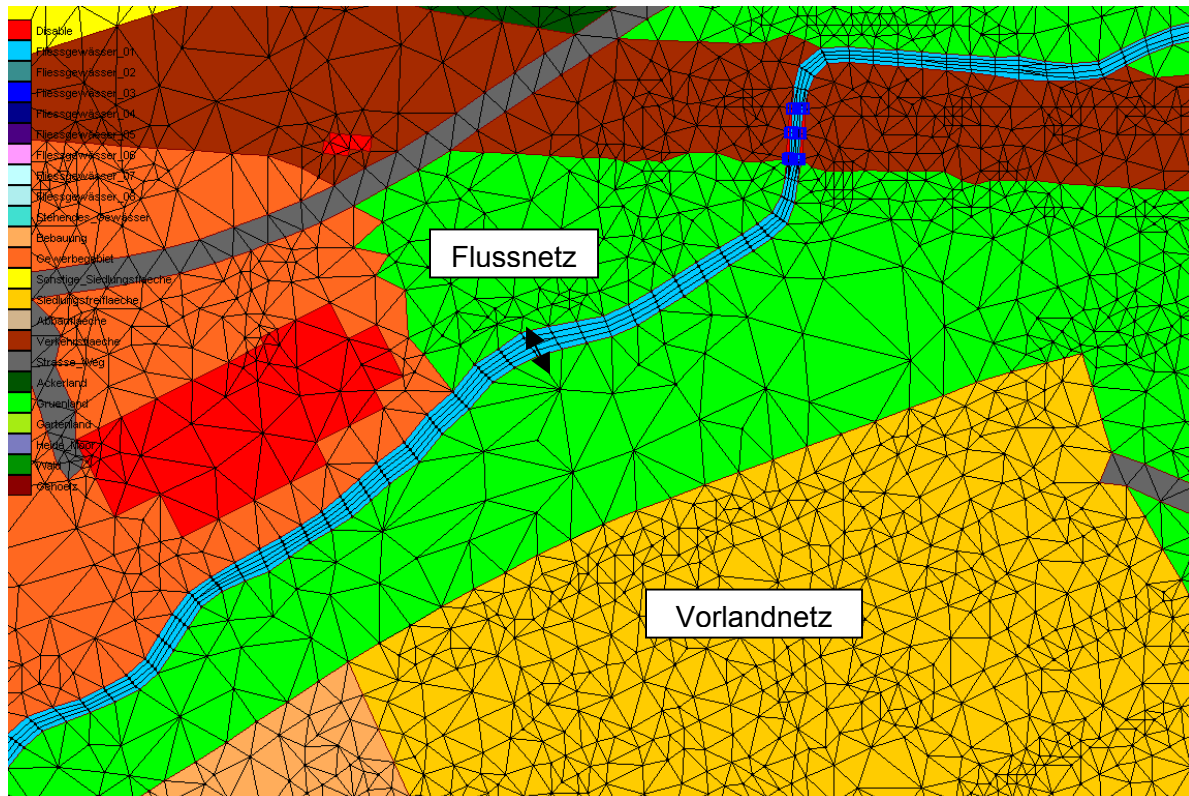 Disable
Fliessgewässer_01
Fliessgewässer_02
Fliessgewässer_03
Fliessgewässer_04
Fliessgewässer_05
Fliessgewässer_06
Fliessgewässer_07
Fliessgewässer_08
Stehendes_Gewässer
Bebauung
Gewerbegebiet
Sonstige_Siedlungsflaeche
Siedlungsfreiflaeche
Abbauflaeche
Verkehrsflaeche
Strasse_Weg
Ackerland
Gruenland
Gartenland
Heide_Moor
Wald
Gehoelz
Flussnetz
Vorlandnetz